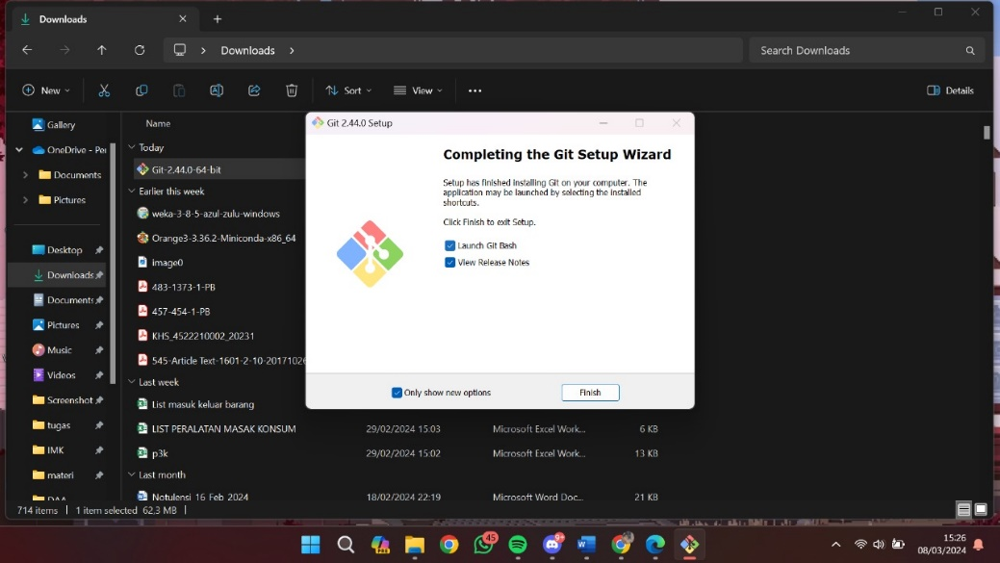 Downloads
Downloads
Search Downloads
New
Sort
View
Details
Gallery
OneDrive - Per
Documents
Pictures
Desktop
Downloads
Documents
Pictures
Music
Videos
Screenshot
tugas
IMK
materi
DAA
Name
Today
Git-2.44.0-64-bit
Earlier this week
weka-3-8-5-azul-zulu-windows
Orange3-3.36.2-Miniconda-x86_64
image0
483-1373-1-PB
457-454-1-PB
KHS_4522210002_20231
545-Article Text-1601-2-10-20171026
Last week
List masuk keluar barang
LIST PERALATAN MASAK KONSUM 29/02/2024 15:03 Microsoft Excel Work... 6 KB
p3k 29/02/2024 15:02 Microsoft Excel Work... 13 KB
Last month
Notulensi 16 Feb 2024 18/02/2024 22:19 Microsoft Word Doc... 21 KB
714 items 1 item selected 62,3 MB
Git 2.44.0 Setup
Completing the Git Setup Wizard
Setup has finished installing Git on your computer. The
application may be launched by selecting the installed
shortcuts.
Click Finish to exit Setup.
Launch Git Bash
View Release Notes
Only show new options
Finish
45
9+
15:26
08/03/2024